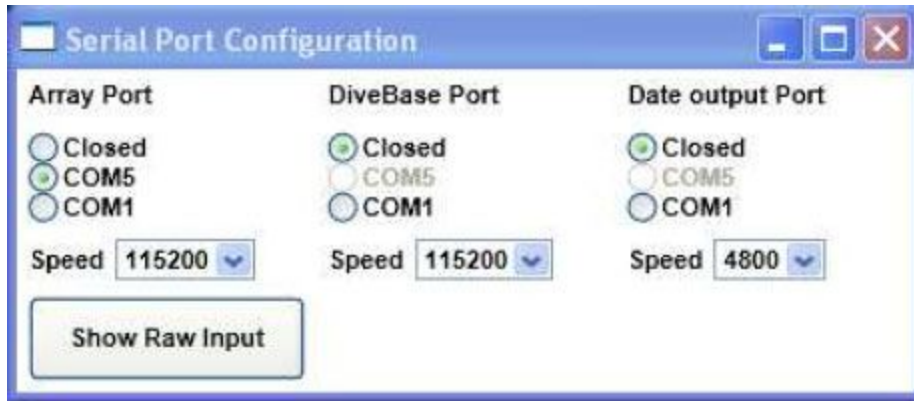 Serial Port Configuration
Array Port DiveBase Port Date output Port
Closed Closed Closed
COM5 COM5 COM5
COM1 COM1 COM1
Speed 115200 Speed 115200 Speed 4800
Show Raw Input